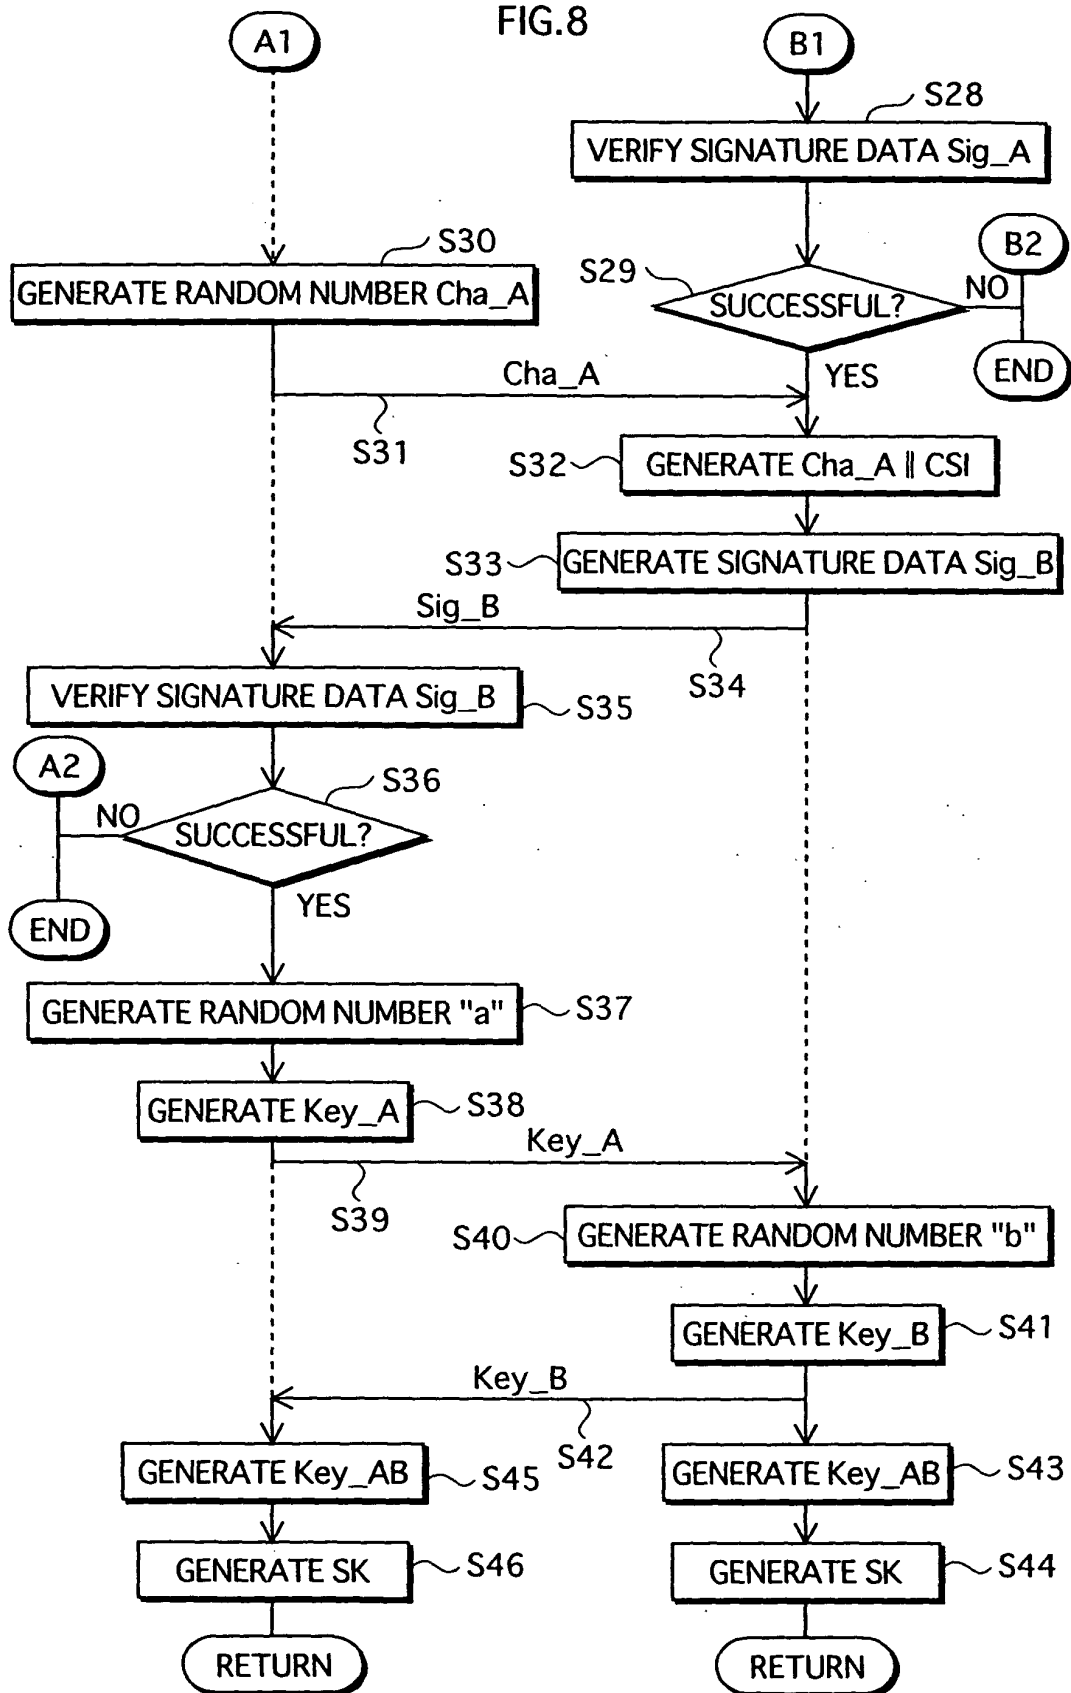 FIG.8
A1
B1
S28
VERIFY SIGNATURE DATA Sig_A
S30
B2
S29
NO
GENERATE RANDOM NUMBER Cha_A
SUCCESSFUL?
END
YES
Cha_A
S31
S32
GENERATE Cha_A || CSI
S33
GENERATE SIGNATURE DATA Sig_B
Sig_B
S34
VERIFY SIGNATURE DATA Sig_B
S35
A2
S36
NO
SUCCESSFUL?
YES
END
GENERATE RANDOM NUMBER "a"
S37
GENERATE Key_A
S38
Key_A
S39
S40
GENERATE RANDOM NUMBER "b"
GENERATE Key_B
S41
Key_B
S42
GENERATE Key_AB
S45
GENERATE Key_AB
S43
GENERATE SK
S46
GENERATE SK
S44
RETURN
RETURN